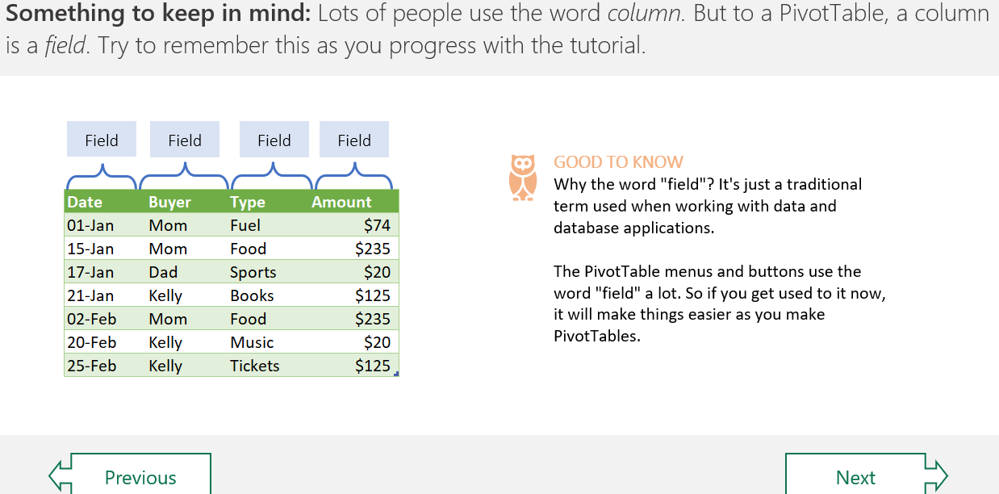 Something to keep in mind: Lots of people use the word column. But to a PivotTable, a column
is a field. Try to remember this as you progress with the tutorial.
Field Field Field Field
Date Buyer Type Amount
01-Jan Mom Fuel $74
15-Jan Mom Food $235
17-Jan Dad Sports $20
21-Jan Kelly Books $125
02-Feb Mom Food $235
20-Feb Kelly Music $20
25-Feb Kelly Tickets $125
GOOD TO KNOW
Why the word "field"? It's just a traditional
term used when working with data and
database applications.
The PivotTable menus and buttons use the
word "field" a lot. So if you get used to it now,
it will make things easier as you make
PivotTables.
Previous
Next